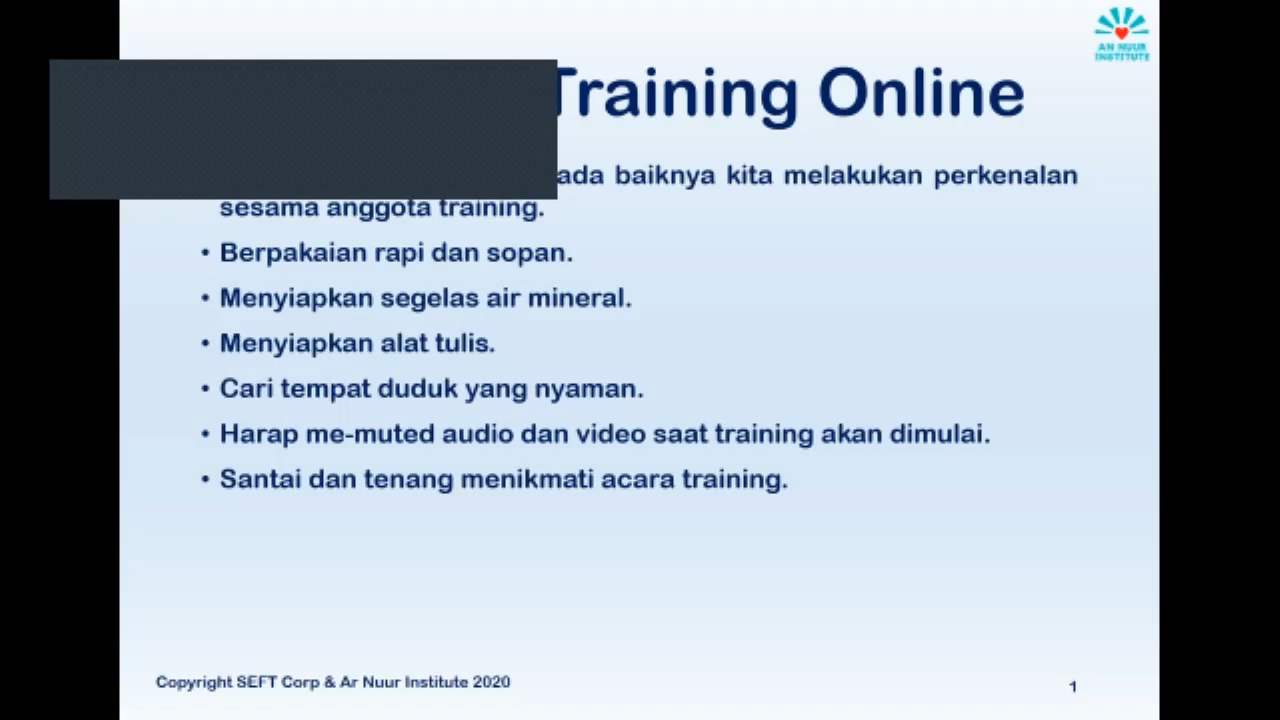 AN NUUR
INSTITUTE
Training Online
ada baiknya kita melakukan perkenalan
sesama anggota training.
• Berpakaian rapi dan sopan.
• Menyiapkan segelas air mineral.
• Menyiapkan alat tulis.
• Cari tempat duduk yang nyaman.
• Harap me-muted audio dan video saat training akan dimulai.
• Santai dan tenang menikmati acara training.
Copyright SEFT Corp & Ar Nuur Institute 2020
1